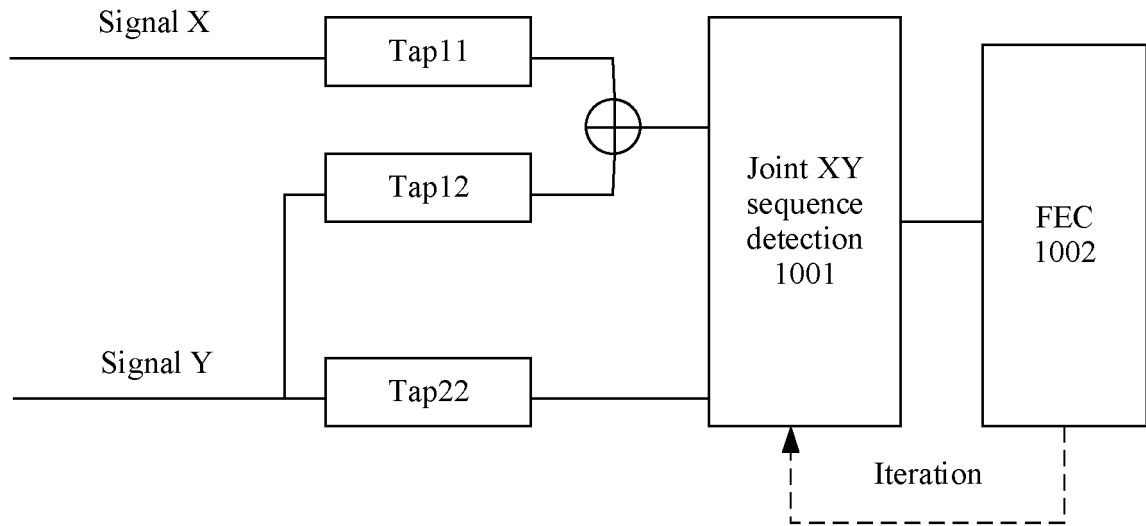 Signal X
Tap11
Tap12
Joint XY
sequence
detection
1001
FEC
1002
Signal Y
Tap22
Iteration